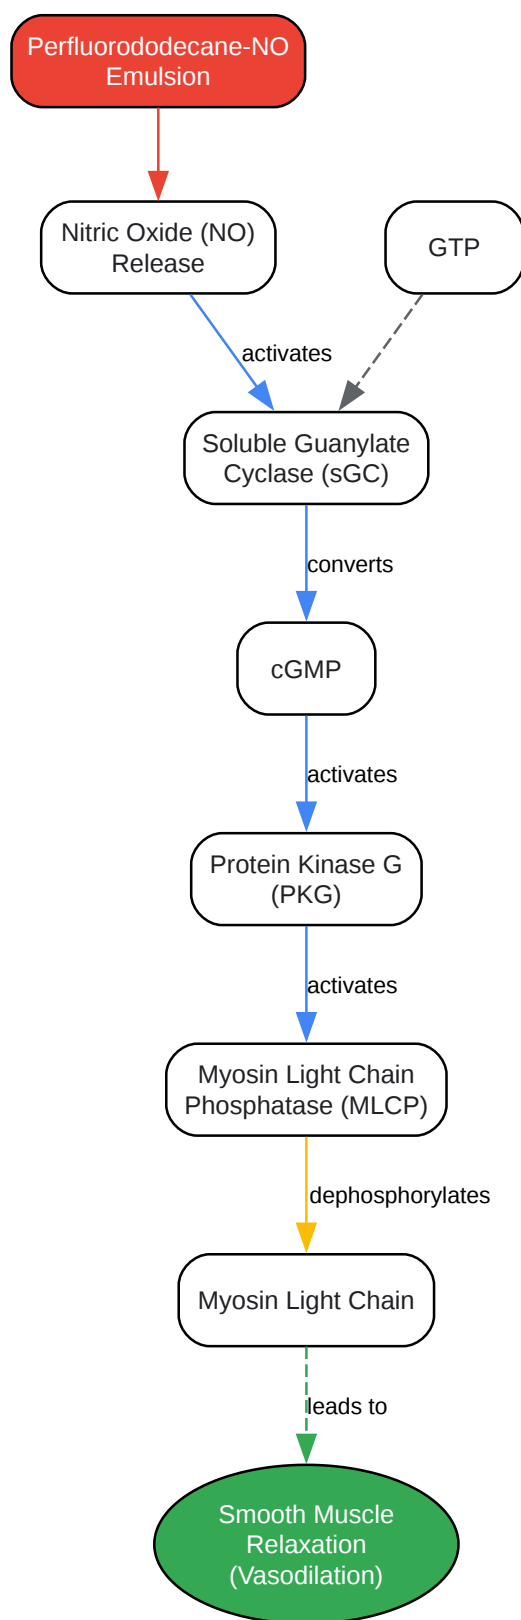 Perfluorododecane-NO
Emulsion
Nitric Oxide (NO)
Release
GTP
activates
Soluble Guanylate
Cyclase (sGC)
converts
cGMP
activates
Protein Kinase G
(PKG)
activates
Myosin Light Chain
Phosphatase (MLCP)
dephosphorylates
Myosin Light Chain
leads to
Smooth Muscle
Relaxation
(Vasodilation)